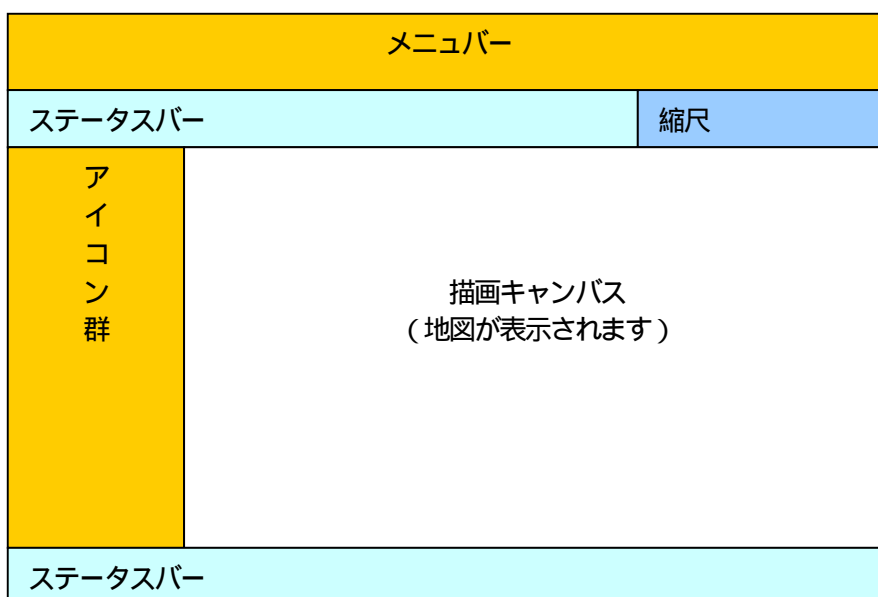 メニュバー
ステータスバー
縮尺
アイコン群
描画キャンバス
(地図が表示されます)
ステータスバー